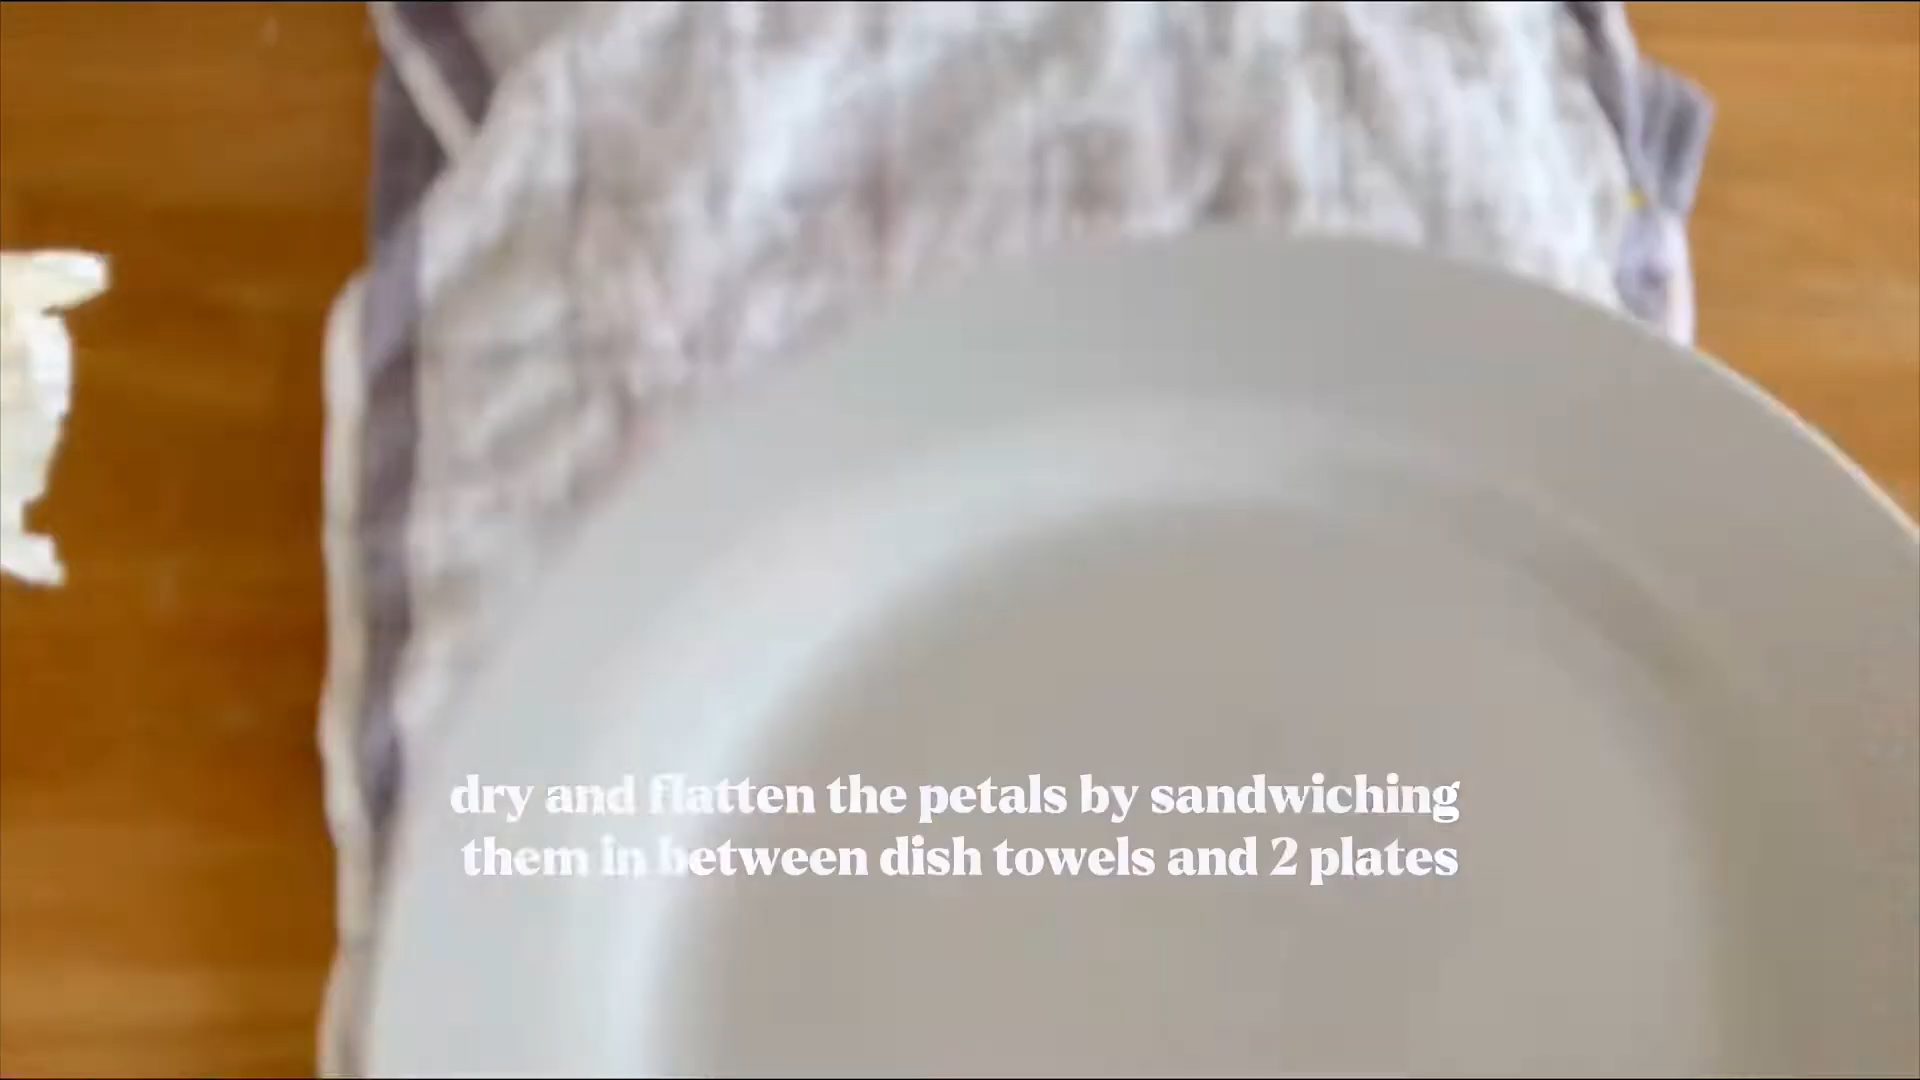 dry and flatten the petals by sandwiching
them in between dish towels and 2 plates